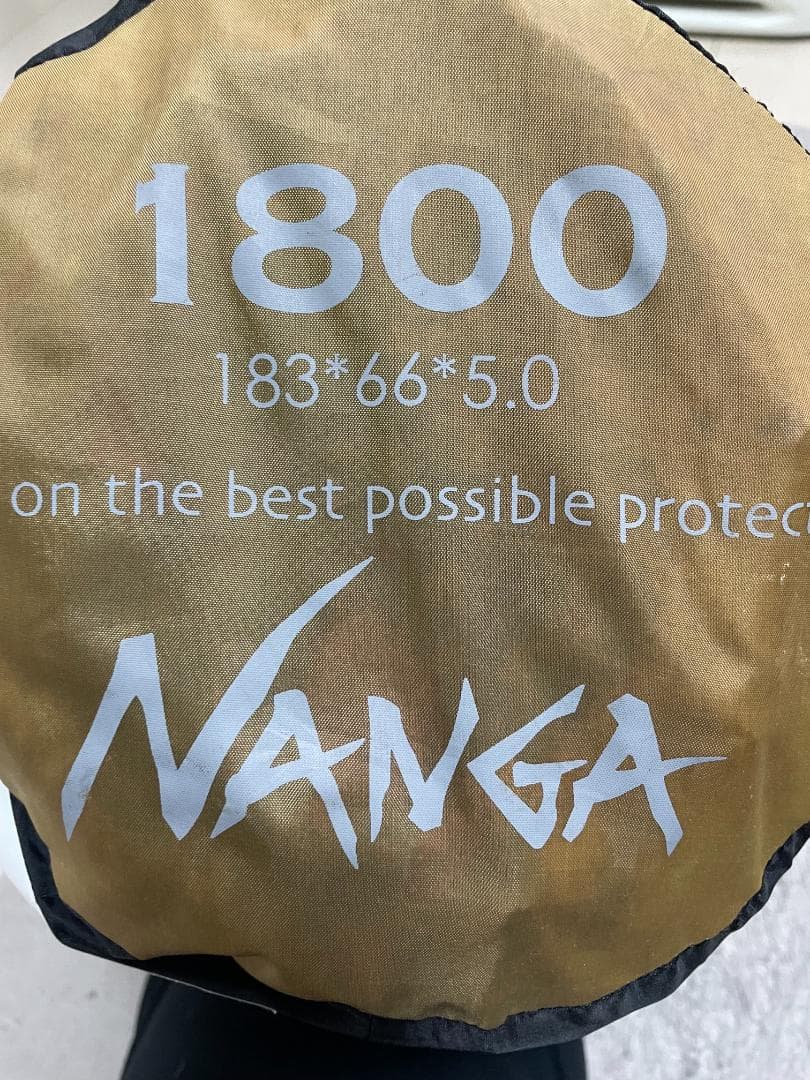 1800
183*66*5.0
on the best possible protec
NANGA